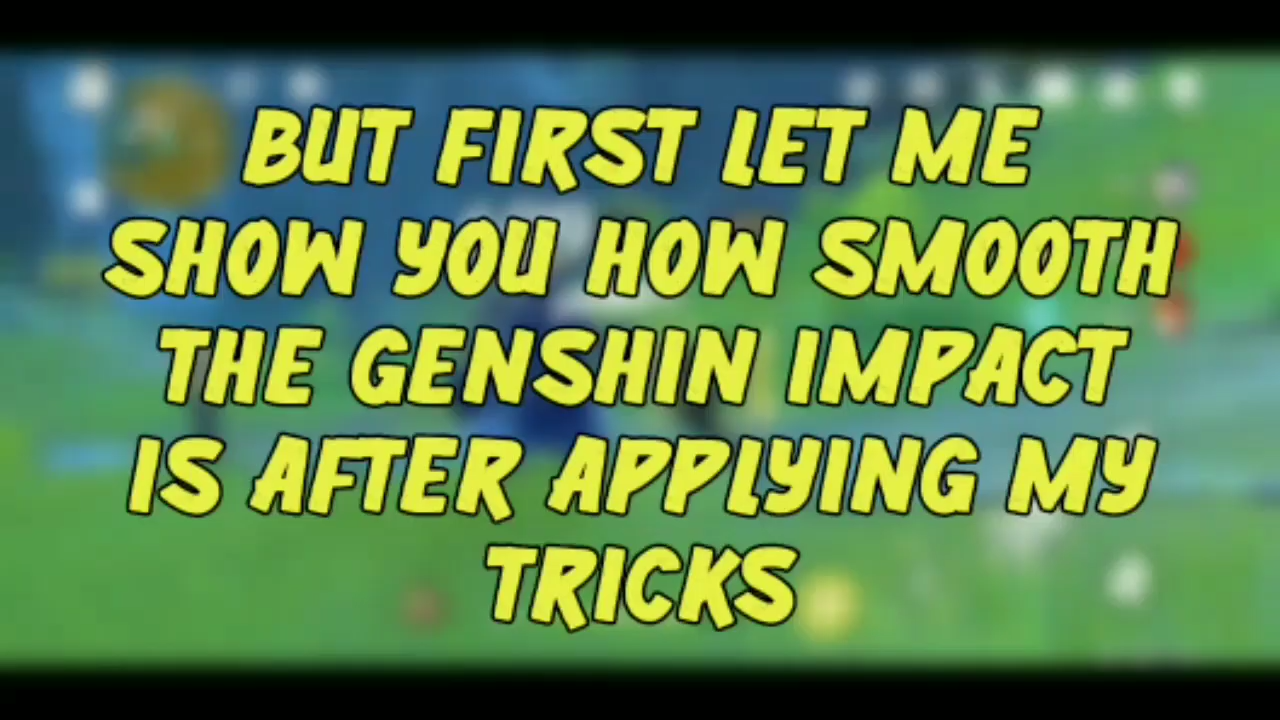 BUT FIRST LET ME
SHOW YOU HOW SMOOTH
THE GENSHIN IMPACT
IS AFTER APPLYING MY
TRICKS